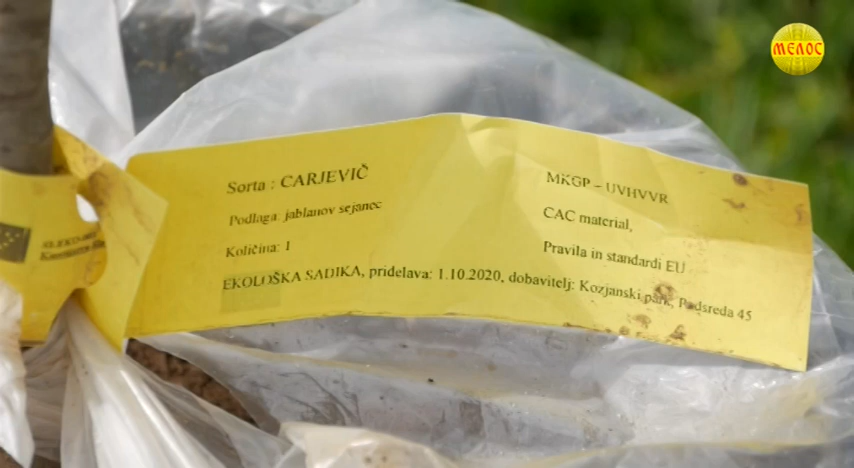 МЕЛОС
Sorta : CARJEVIČ
Podlaga: jablanov sejanec
Količina: 1
EKOLOŠKA SADIKA, pridelava: 1.10.2020, dobavitelj: Kozjanski park, Podsreda 45
MKGP – UVHVVR
CAC material,
Pravila in standardi EU